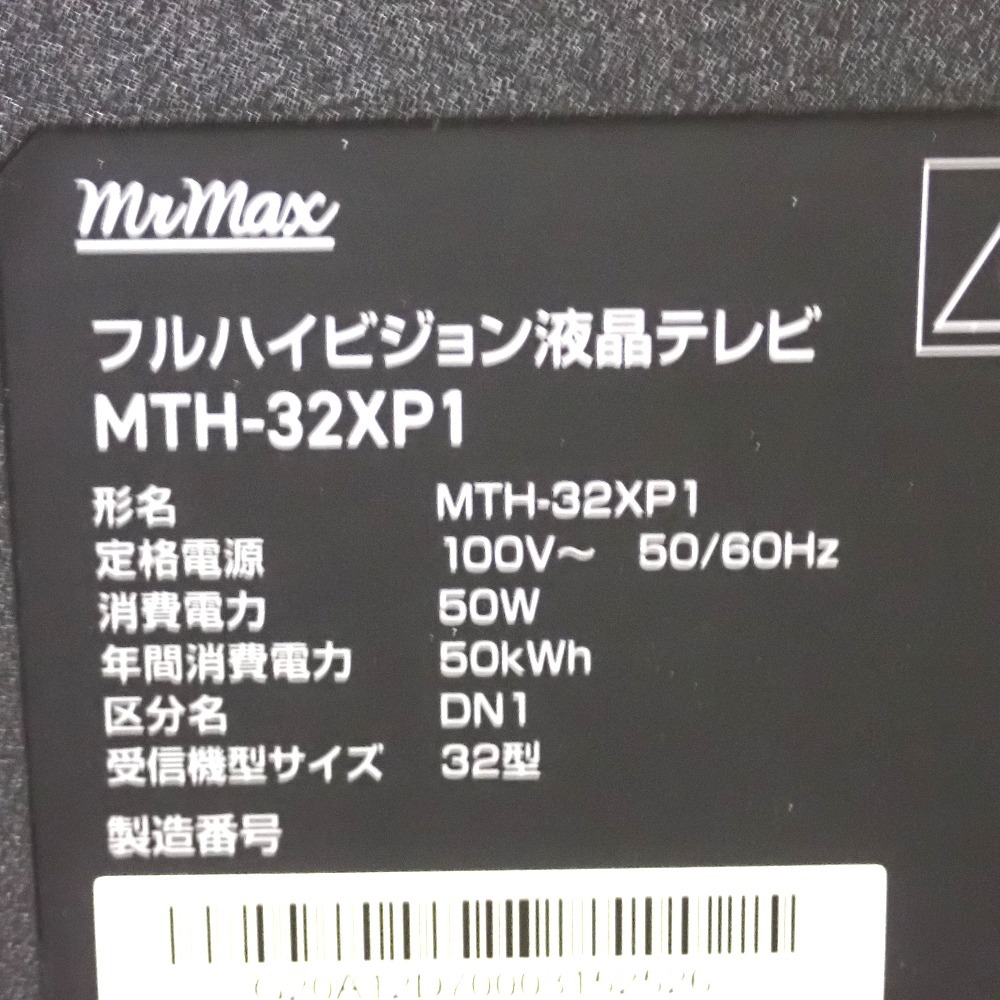 MrMax
フルハイビジョン液晶テレビ
MTH-32XP1
形名 MTH-32XP1
定格電源 100V～ 50/60Hz
消費電力 50W
年間消費電力 50kWh
区分名 DN1
受信機型サイズ 32型
製造番号